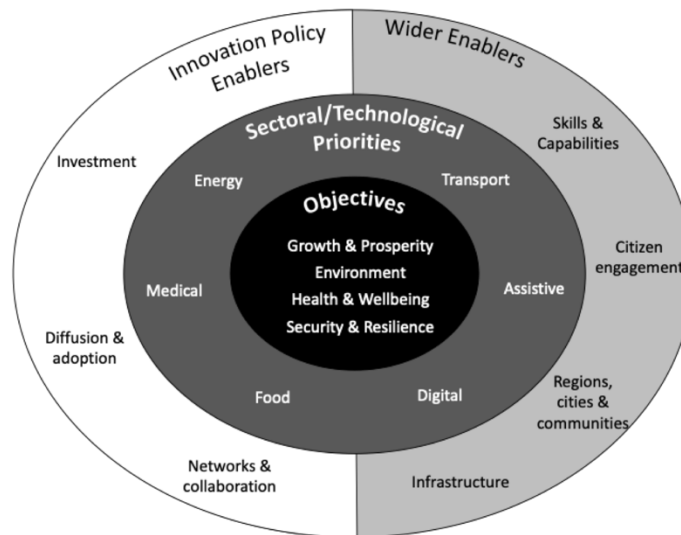 Innovation Policy
Enablers
Wider Enablers
Sectoral/Technological
Priorities
Objectives
Growth & Prosperity
Environment
Health & Wellbeing
Security & Resilience
Energy
Transport
Medical
Assistive
Food
Digital
Investment
Diffusion &
adoption
Networks &
collaboration
Skills &
Capabilities
Citizen
engagement
Regions,
cities &
communities
Infrastructure